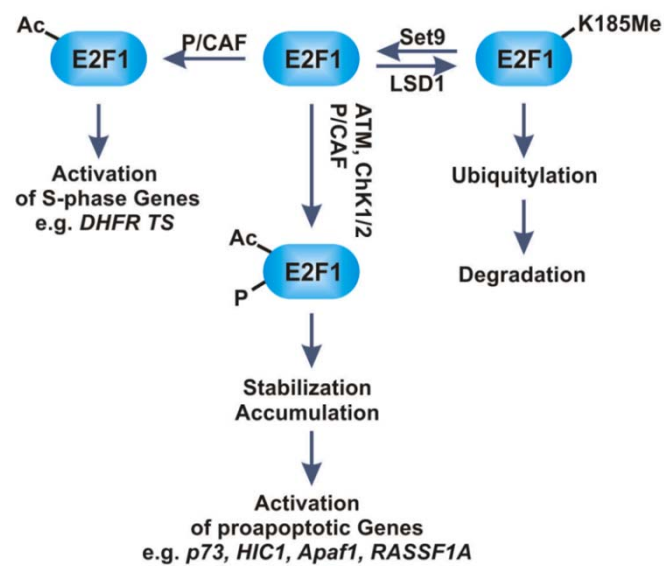 Ac
E2F1
P/CAF
E2F1
Set9
LSD1
E2F1
K185Me
Activation
of S-phase Genes
e.g. DHFR TS
ATM, ChK1/2
P/CAF
Ubiquitylation
Degradation
Ac
E2F1
P
Stabilization
Accumulation
Activation
of proapoptotic Genes
e.g. p73, HIC1, Apaf1, RASSF1A